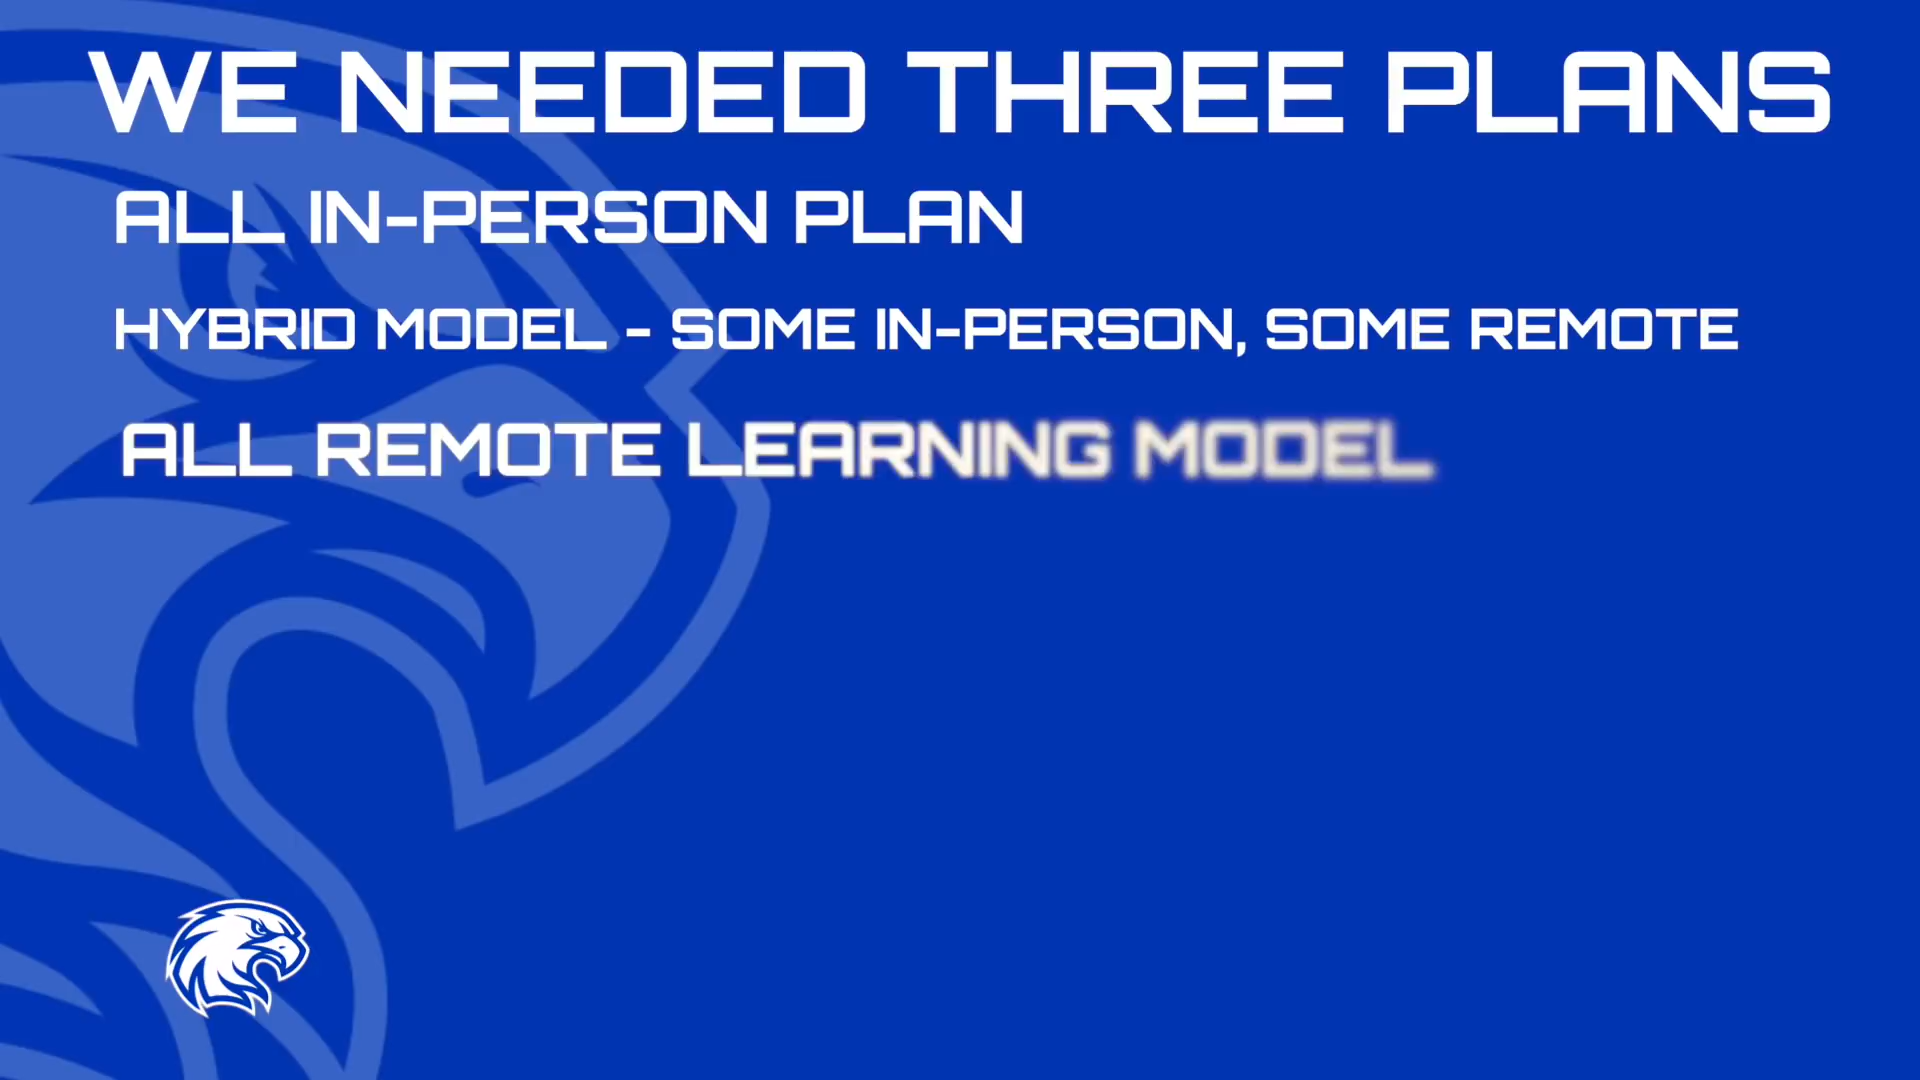 WE NEEDED THREE PLANS
ALL IN-PERSON PLAN
HYBRID MODEL - SOME IN-PERSON, SOME REMOTE
ALL REMOTE LEARNING MODEL